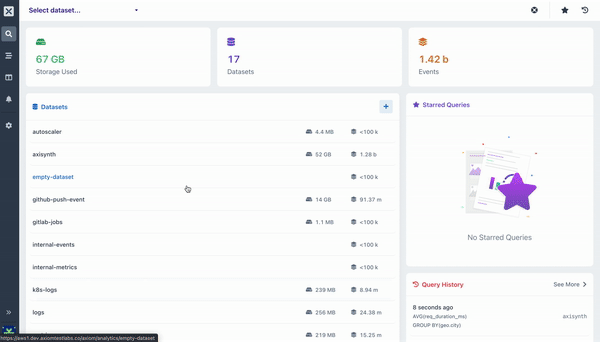 Select dataset...
67 GB
Storage Used
17
Datasets
1.42 b
Events
Datasets
+
Starred Queries
autoscaler 4.4 MB <100 k
axisynth 52 GB 1.28 b
empty-dataset <100 k
github-push-event 14 GB 91.37 m
gitlab-jobs 1.1 MB <100 k
internal-events <100 k
internal-metrics <100 k
k8s-logs 239 MB 8.94 m
logs 256 MB 24.38 m
219 MB 15.25 m
No Starred Queries
Query History
See More
8 seconds ago
AVG(req_duration_ms)
GROUP BY(geo.city)
axisynth
https://aws1.dev.axiomtestlabs.co/axiom/analytics/empty-dataset